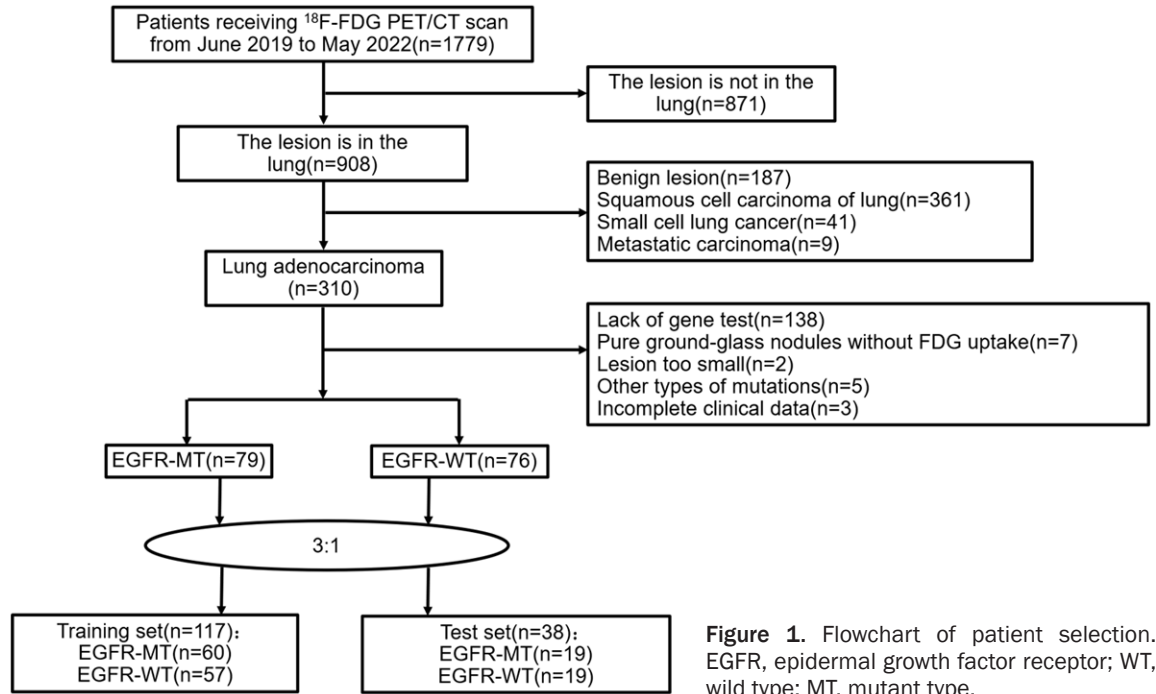 Patients receiving ¹⁸F-FDG PET/CT scan
from June 2019 to May 2022(n=1779)
The lesion is not in the
lung(n=871)
The lesion is in the
lung(n=908)
Benign lesion(n=187)
Squamous cell carcinoma of lung(n=361)
Small cell lung cancer(n=41)
Metastatic carcinoma(n=9)
Lung adenocarcinoma
(n=310)
Lack of gene test(n=138)
Pure ground-glass nodules without FDG uptake(n=7)
Lesion too small(n=2)
Other types of mutations(n=5)
Incomplete clinical data(n=3)
EGFR-MT(n=79)
EGFR-WT(n=76)
3:1
Training set(n=117):
EGFR-MT(n=60)
EGFR-WT(n=57)
Test set(n=38):
EGFR-MT(n=19)
EGFR-WT(n=19)
Figure 1. Flowchart of patient selection.
EGFR, epidermal growth factor receptor; WT,
wild type; MT, mutant type.